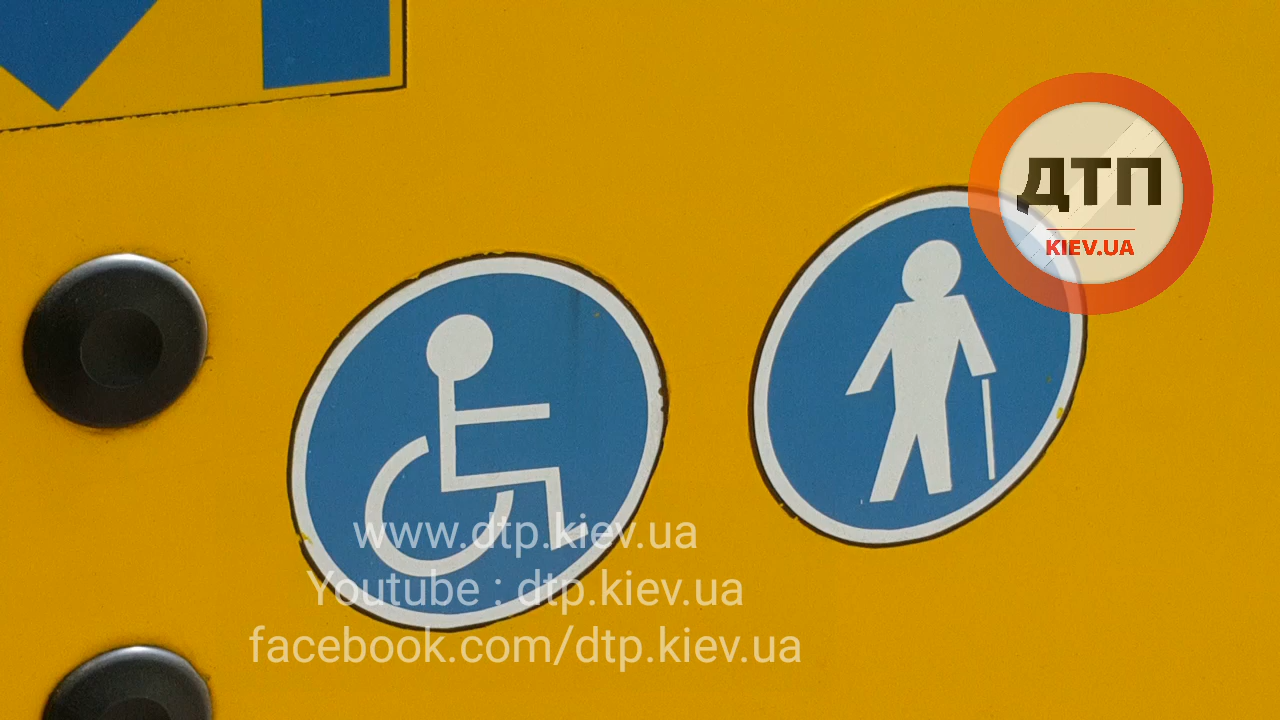 ДТП
KIEV.UA
www.dtp.kiev.ua
Youtube : dtp.kiev.ua
facebook.com/dtp.kiev.ua